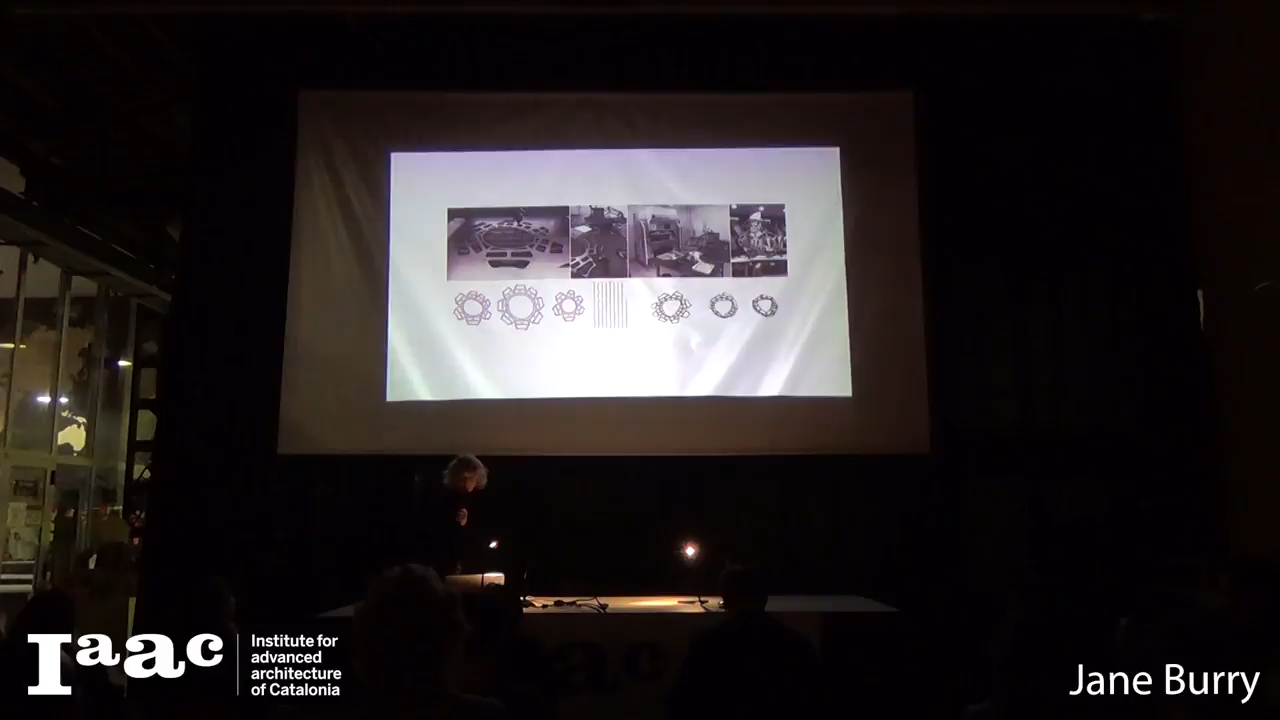 Iaac
Institute for
advanced
architecture
of Catalonia
Jane Burry